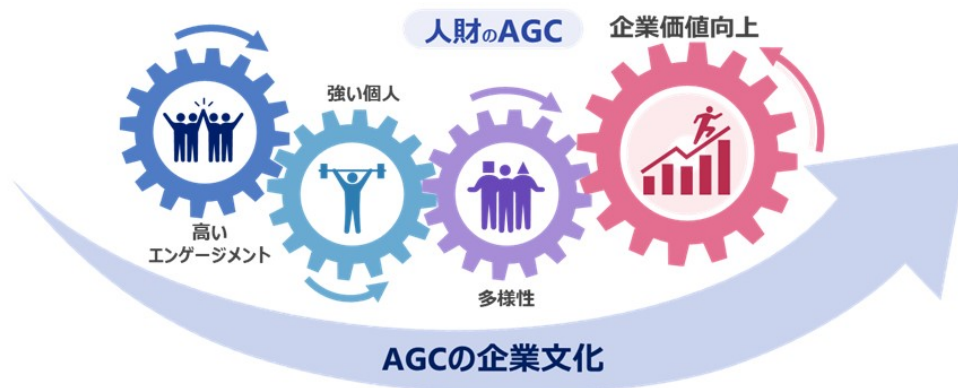 人財のAGC
企業価値向上
強い個人
高い
エンゲージメント
多様性
AGCの企業文化